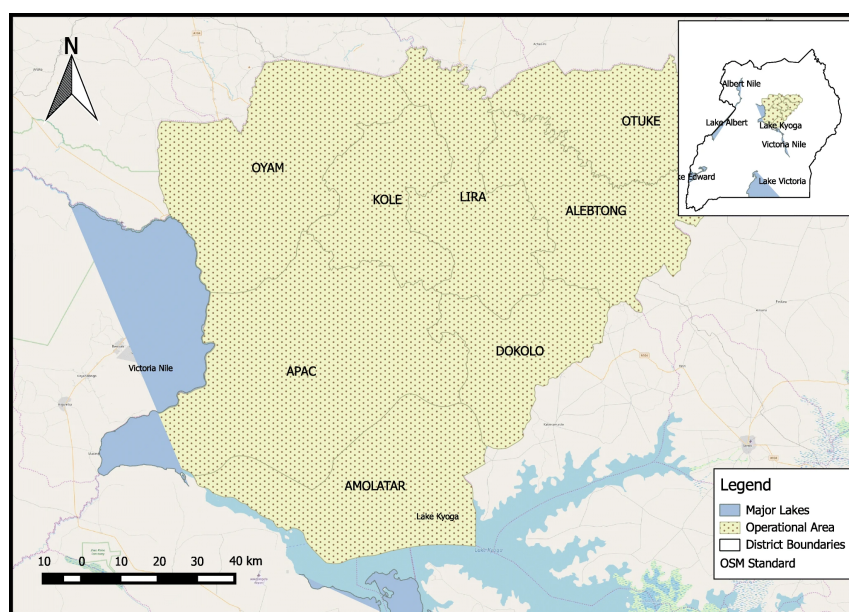 N
OTUKE
OYAM
KOLE
LIRA
ALEBTONG
DOKOLO
Victoria Nile
APAC
AMOLATAR
Lake Kyoga
10 0 10 20 30 40 km
Albert Nile
Lake Albert
Lake Kyoga
Victoria Nile
ke Edward
Lake Victoria
Legend
Major Lakes
Operational Area
District Boundaries
OSM Standard